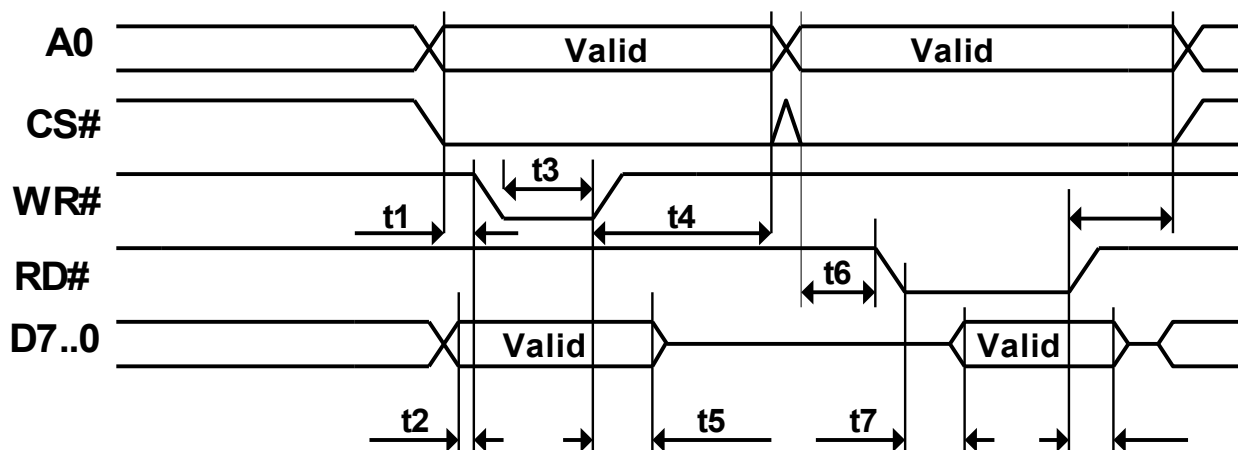 A0 Valid Valid
CS#
WR# t3
t1 t4
RD# t6
D7..0 Valid Valid
t2 t5 t7